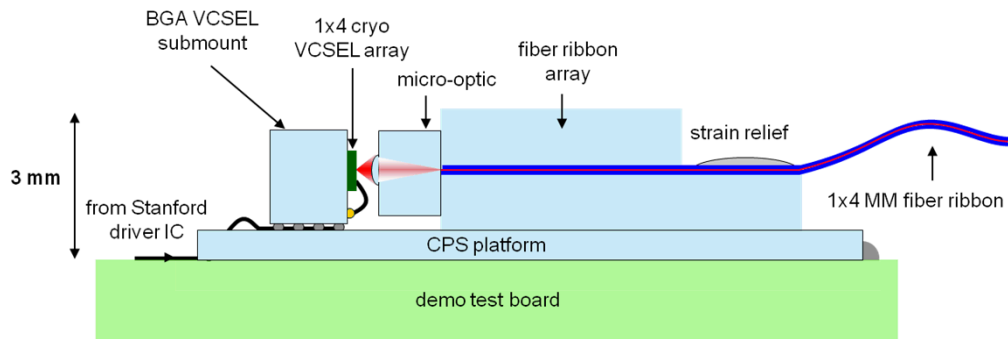 BGA VCSEL
submount
1x4 cryo
VCSEL array
micro-optic
fiber ribbon
array
strain relief
3 mm
1x4 MM fiber ribbon
from Stanford
driver IC
CPS platform
demo test board